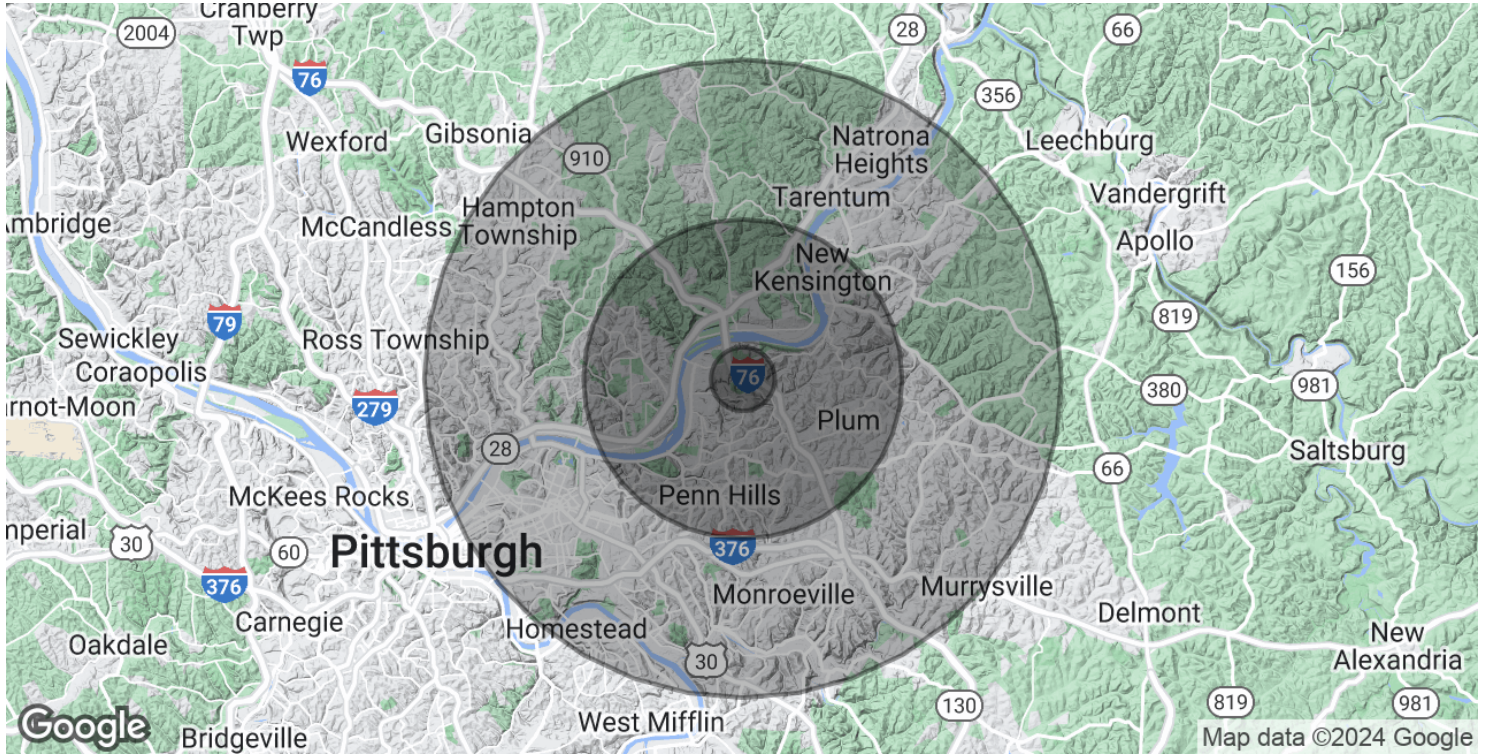 Cranberry
Twp
2004
28
66
76
356
Wexford
Gibsonia
910
Natrona
Heights
Leechburg
Tarentum
Vandergrift
Ambridge
McCandless
Hampton
Township
Apollo
New
Kensington
156
79
819
Sewickley
Ross Township
Coraopolis
76
380
981
arnot-Moon
279
Plum
28
Saltsburg
66
McKees Rocks
Penn Hills
mperial
30
60
Pittsburgh
376
376
Monroeville
Murrysville
Carnegie
Homestead
Delmont
Oakdale
30
New
Alexandria
130
819
981
Google
Bridgeville
West Mifflin
Map data ©2024 Google